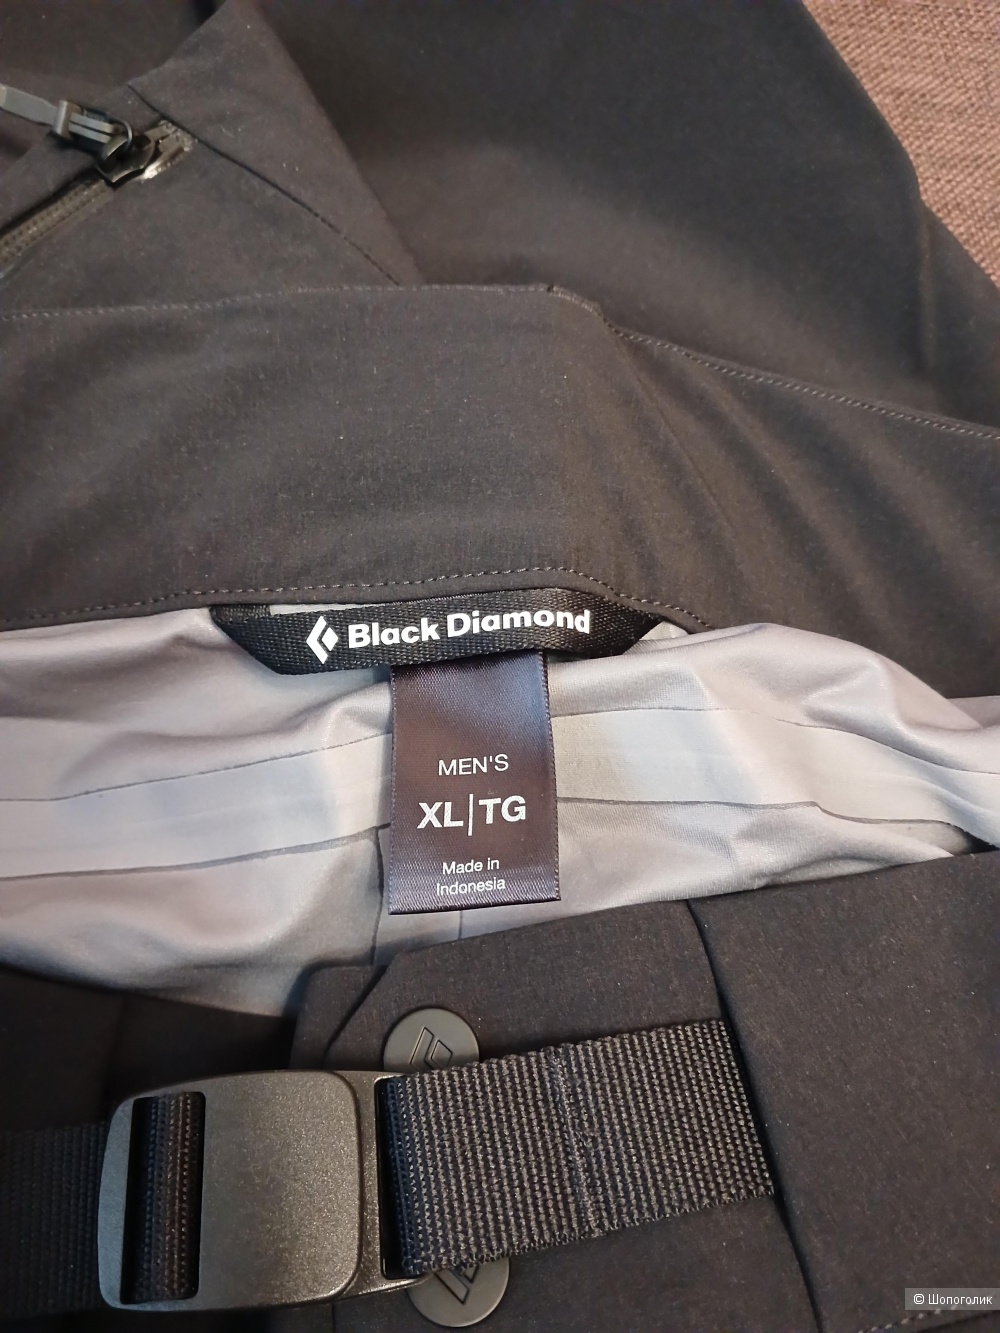 Black Diamond
MEN'S
XL|TG
Made in
Indonesia
© Шопоголик